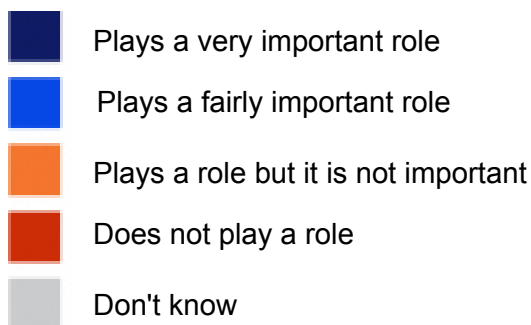 Plays a very important role
Plays a fairly important role
Plays a role but it is not important
Does not play a role
Don't know